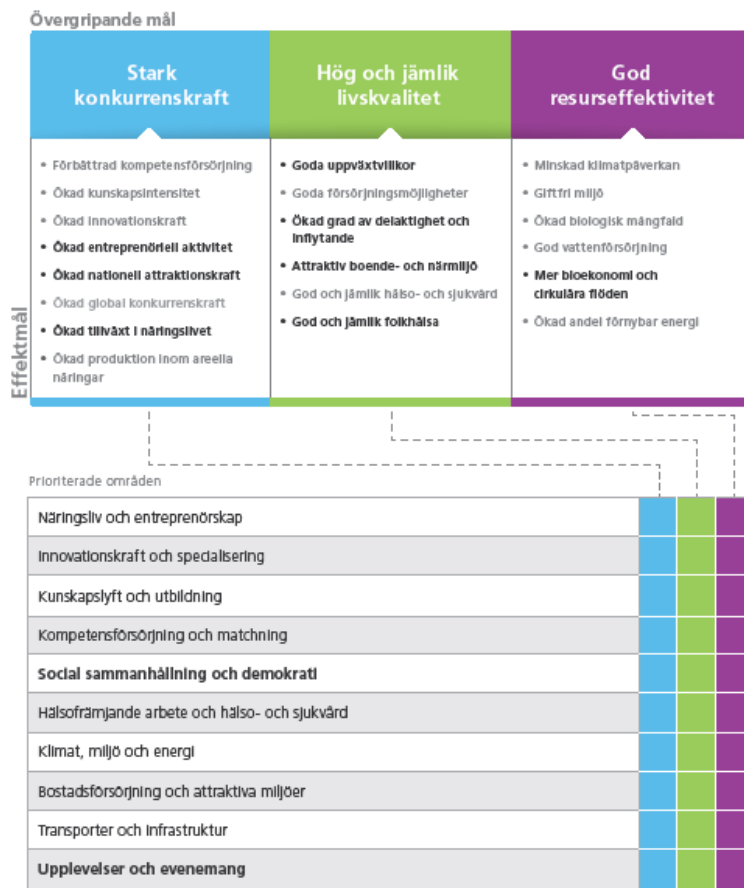 Övergripande mål
Stark
konkurrenskraft
Hög och jämlik
livskvalitet
God
resurseffektivitet
Effektmål
• Förbättrad kompetensförsörjning
• Ökad kunskapsintensitet
• Ökad innovationskraft
• Ökad entreprenöriell aktivitet
• Ökad nationell attraktionskraft
• Ökad global konkurrenskraft
• Ökad tillväxt i näringslivet
• Ökad produktion inom areella
näringar
• Goda uppväxtvillkor
• Goda försörjningsmöjligheter
• Ökad grad av delaktighet och
inflytande
• Attraktiv boende- och närmiljö
• God och jämlik hälso- och sjukvård
• God och jämlik folkhälsa
• Minskad klimatpåverkan
• Giftfri miljö
• Ökad biologisk mångfald
• God vattenförsörjning
• Mer bioekonomi och
cirkulära flöden
• Ökad andel förnybar energi
Prioriterade områden
Näringsliv och entreprenörskap
Innovationskraft och specialisering
Kunskapslyft och utbildning
Kompetensförsörjning och matchning
Social sammanhållning och demokrati
Hälsofrämjande arbete och hälso- och sjukvård
Klimat, miljö och energi
Bostadsförsörjning och attraktiva miljöer
Transporter och infrastruktur
Upplevelser och evenemang